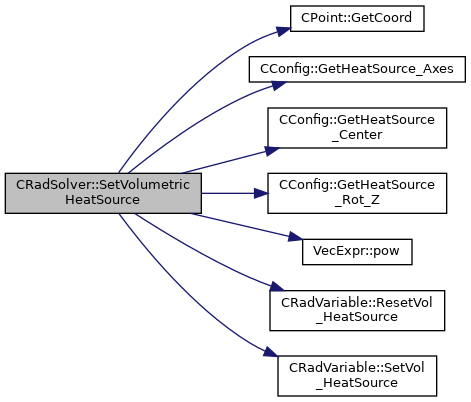 CPoint::GetCoord
CConfig::GetHeatSource_Axes
CConfig::GetHeatSource
_Center
CRadSolver::SetVolumetric
HeatSource
CConfig::GetHeatSource
_Rot_Z
VecExpr::pow
CRadVariable::ResetVol
_HeatSource
CRadVariable::SetVol
_HeatSource